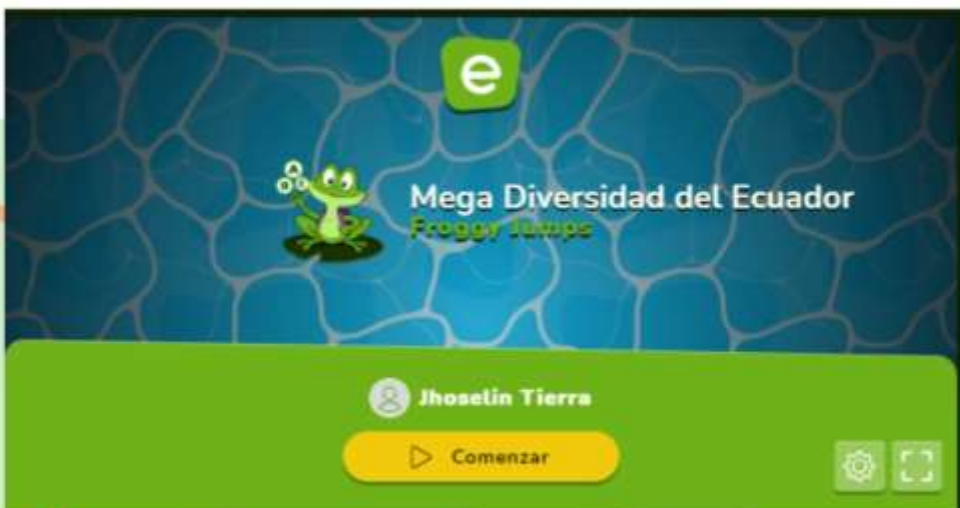 e
Mega Diversidad del Ecuador
Froggy Jumps
Jhoselin Tierra
Comenzar